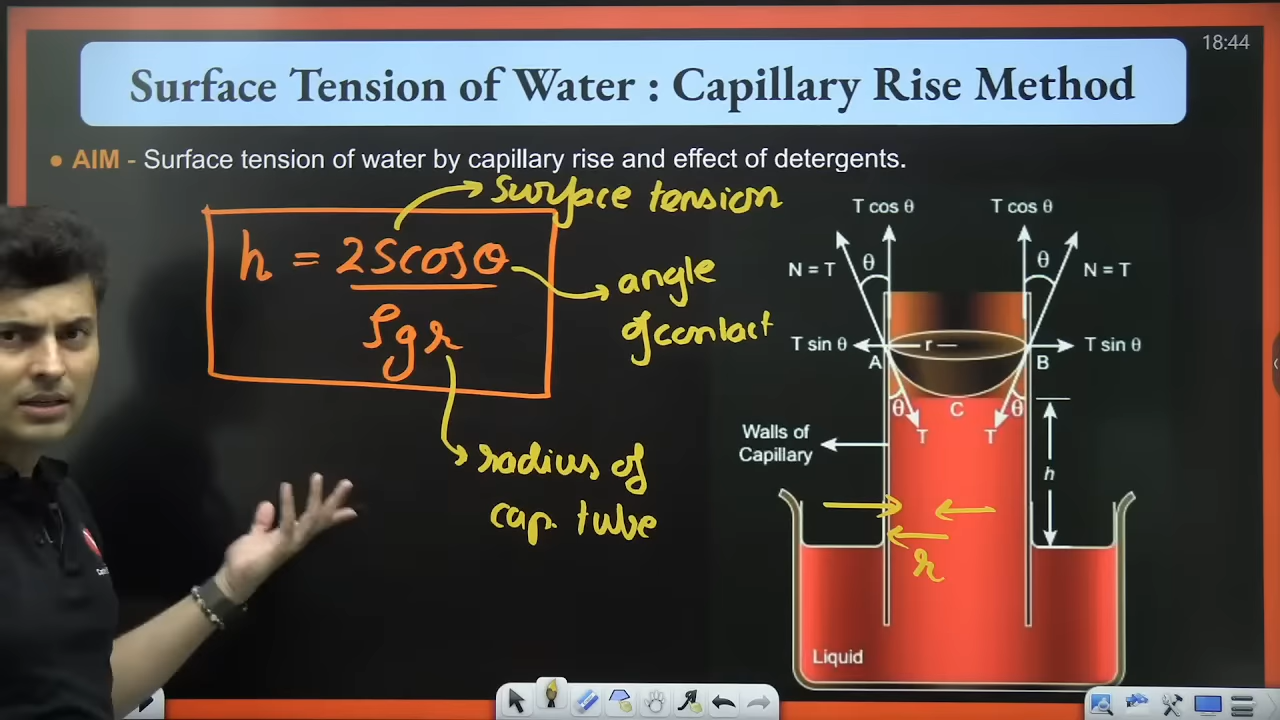 18:44
Surface Tension of Water : Capillary Rise Method
• AIM - Surface tension of water by capillary rise and effect of detergents.
surface tension
h = 2Scosθ
ρgr
angle
of contact
radius of
cap. tube
T cos θ
T cos θ
θ
θ
N = T
N = T
T sin θ
r
T sin θ
A
B
θ
C
θ
T
T
Walls of
Capillary
h
r
Liquid